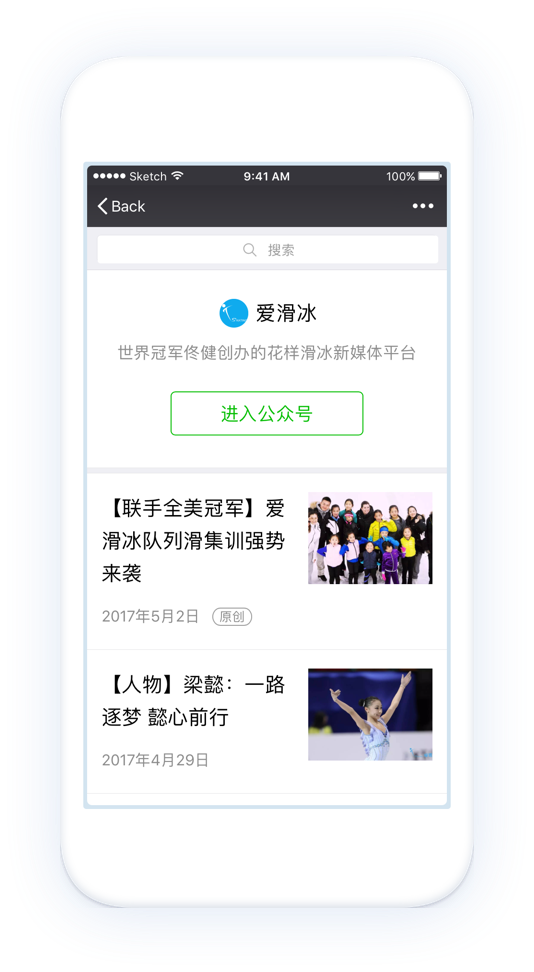 Sketch 9:41 AM 100%
Back
搜索
爱滑冰
世界冠军佟健创办的花样滑冰新媒体平台
进入公众号
【联手全美冠军】爱
滑冰队列滑集训强势
来袭
2017年5月2日 原创
【人物】梁懿：一路
逐梦 懿心前行
2017年4月29日